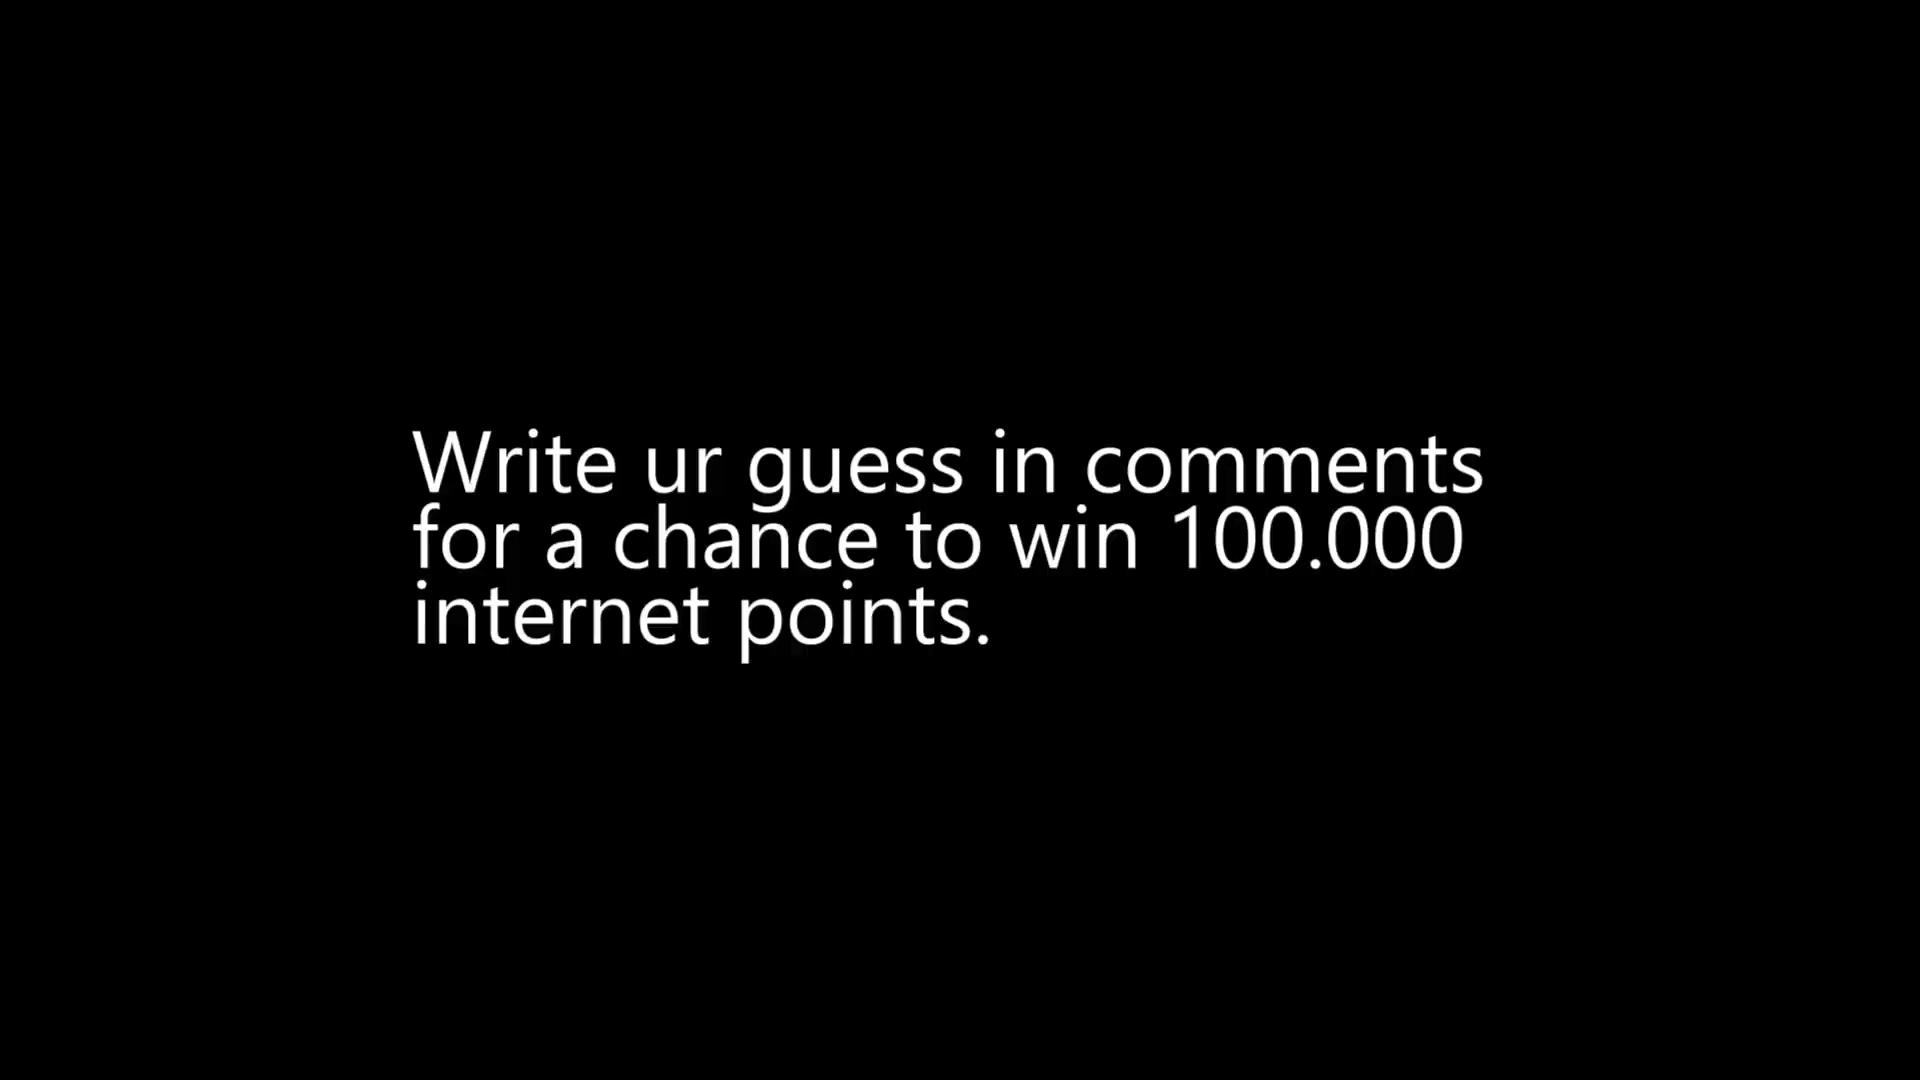 Write ur guess in comments
for a chance to win 100.000
internet points.